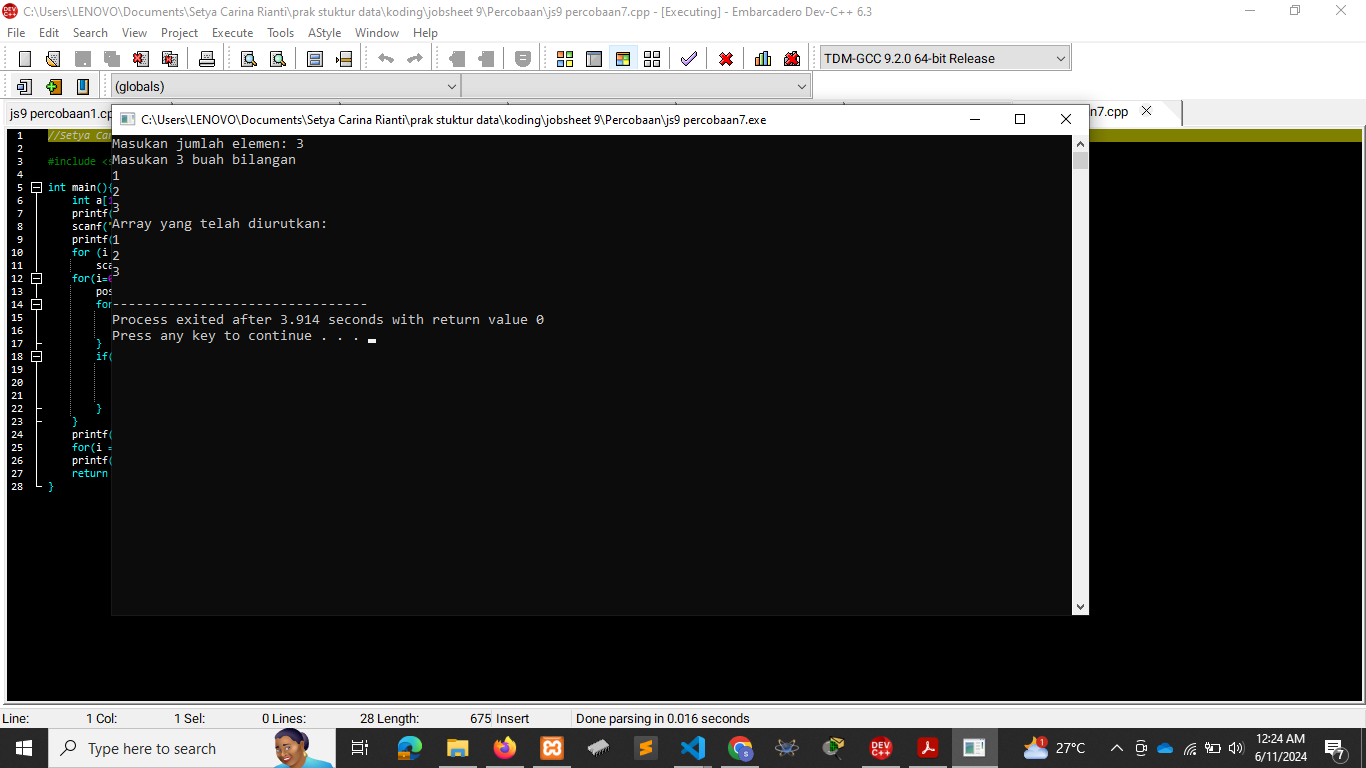 C:\Users\LENOVO\Documents\Setya Carina Rianti\prak stuktur data\koding\jobsheet 9\Percobaan\js9 percobaan7.cpp - [Executing] - Embarcadero Dev-C++ 6.3
File Edit Search View Project Execute Tools AStyle Window Help
TDM-GCC 9.2.0 64-bit Release
(globals)
js9 percobaan1.cp
n7.cpp
C:\Users\LENOVO\Documents\Setya Carina Rianti\prak stuktur data\koding\jobsheet 9\Percobaan\js9 percobaan7.exe
Masukan jumlah elemen: 3
Masukan 3 buah bilangan
1
2
3
Array yang telah diurutkan:
1
2
3
--------------------------------
Process exited after 3.914 seconds with return value 0
Press any key to continue . . .
1 //Setya Ca
2
3 #include <s
4
5 int main(){
6 int a[
7 printf(
8 scanf("
9 printf(
10 for (i
11 sca
12 for(i=
13 pos
14 for
15
16
17 }
18 if(
19
20
21
22 }
23 }
24 printf(
25 for(i =
26 printf(
27 return
28 }
Line: 1 Col: 1 Sel: 0 Lines: 28 Length: 675 Insert Done parsing in 0.016 seconds
Type here to search
DEV
1
27°C
12:24 AM
6/11/2024
7